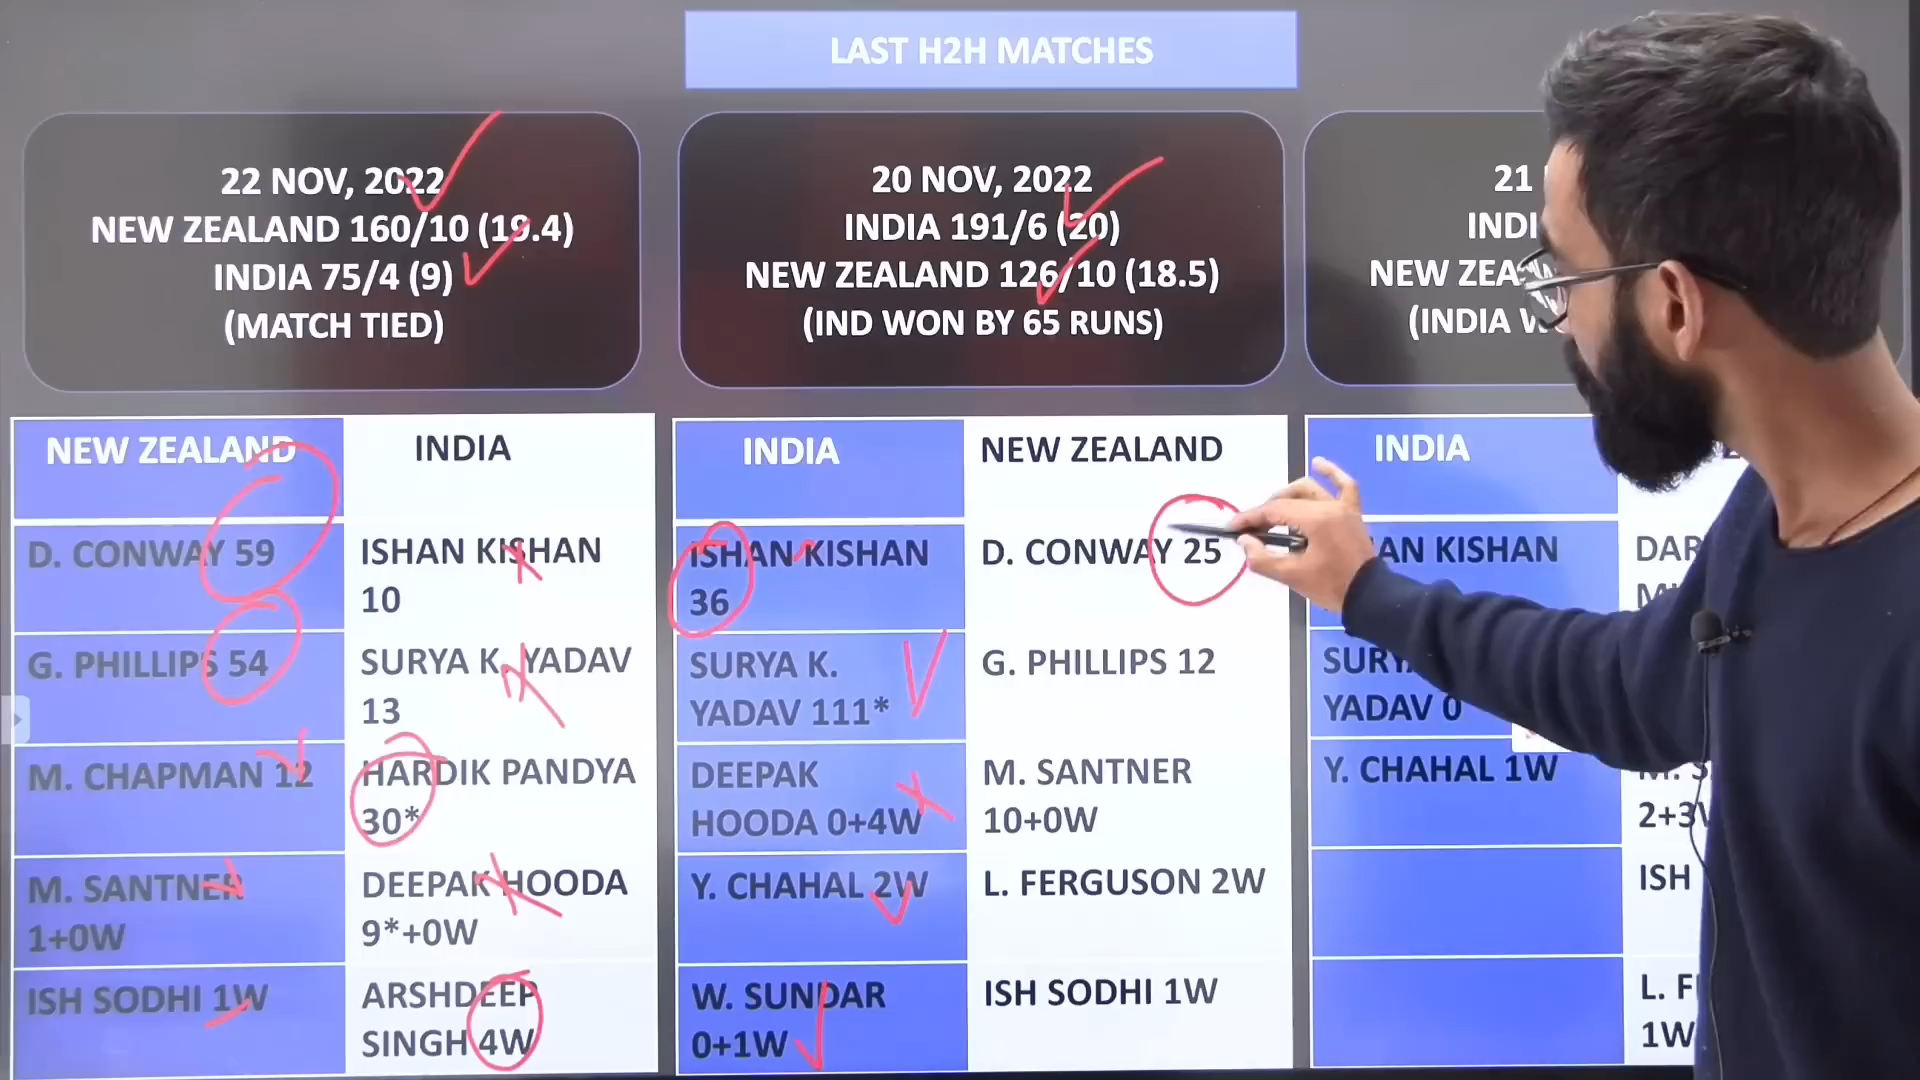 LAST H2H MATCHES
22 NOV, 2022
NEW ZEALAND 160/10 (19.4)
INDIA 75/4 (9)
(MATCH TIED)
20 NOV, 2022
INDIA 191/6 (20)
NEW ZEALAND 126/10 (18.5)
(IND WON BY 65 RUNS)
21
NEW ZEALAND
INDIA
D. CONWAY 59
ISHAN KISHAN
10
G. PHILLIPS 54
SURYA K. YADAV
13
M. CHAPMAN 12
HARDIK PANDYA
30*
M. SANTNER
1+0W
DEEPAK HOODA
9*+0W
ISH SODHI 1W
ARSHDEEP
SINGH 4W
INDIA
NEW ZEALAND
ISHAN KISHAN
36
D. CONWAY 25
SURYA K.
YADAV 111*
G. PHILLIPS 12
DEEPAK
HOODA 0+4W
M. SANTNER
10+0W
Y. CHAHAL 2W
L. FERGUSON 2W
W. SUNDAR
0+1W
ISH SODHI 1W
INDIA
KISHAN
YADAV 0
Y. CHAHAL 1W
ISH
L.
1W